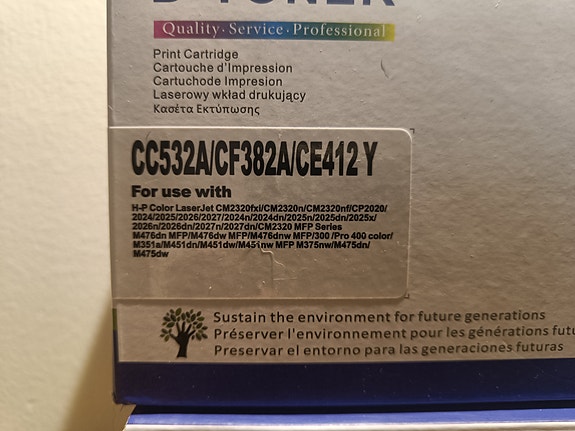 D TONER
Quality · Service · Professional
Print Cartridge
Cartouche d'Impression
Cartuchode Impresion
Laserowy wkład drukujący
Κασέτα Εκτύπωσης
CC532A/CF382A/CE412 Y
For use with
H-P Color LaserJet CM2320fxi/CM2320n/CM2320nf/CP2020/
2024/2025/2026/2027/2024n/2024dn/2025n/2025dn/2025x/
2026n/2026dn/2027n/2027dn/CM2320 MFP Series
M476dn MFP/M476dw MFP/M476dnw MFP/300 /Pro 400 color/
M351a/M451dn/M451dw/M451nw MFP M375nw/M475dn/
M475dw
Sustain the environment for future generations
Préserver l'environnement pour les générations futu
Preservar el entorno para las generaciones futuras